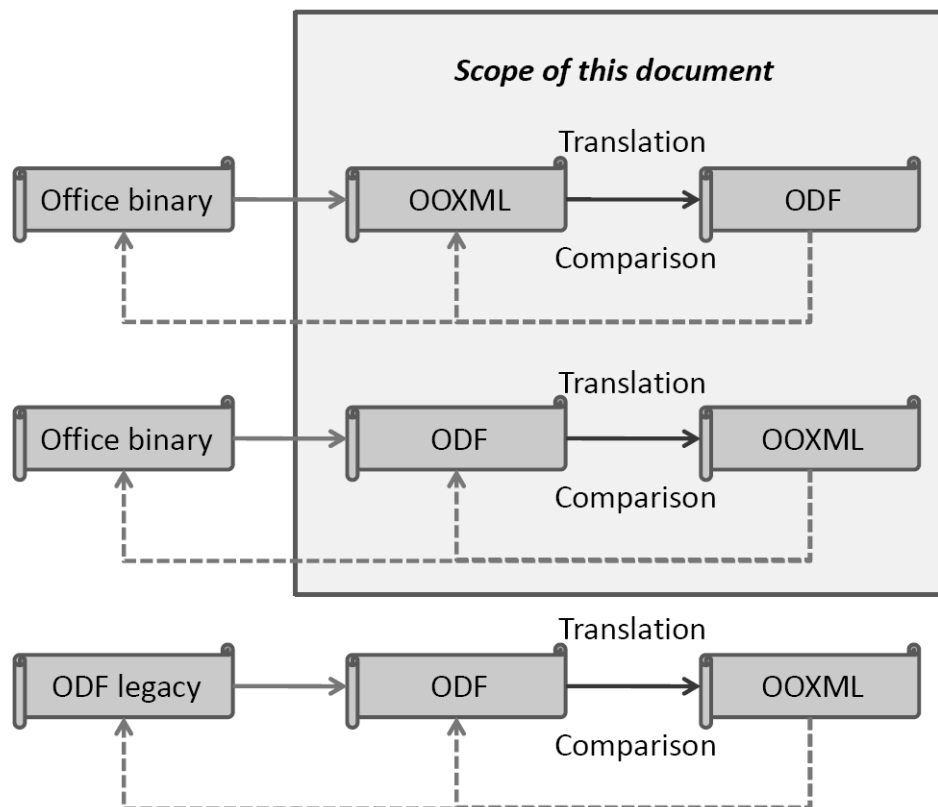 Scope of this document
Translation
Office binary
OOXML
ODF
Comparison
Translation
Office binary
ODF
OOXML
Comparison
Translation
ODF legacy
ODF
OOXML
Comparison